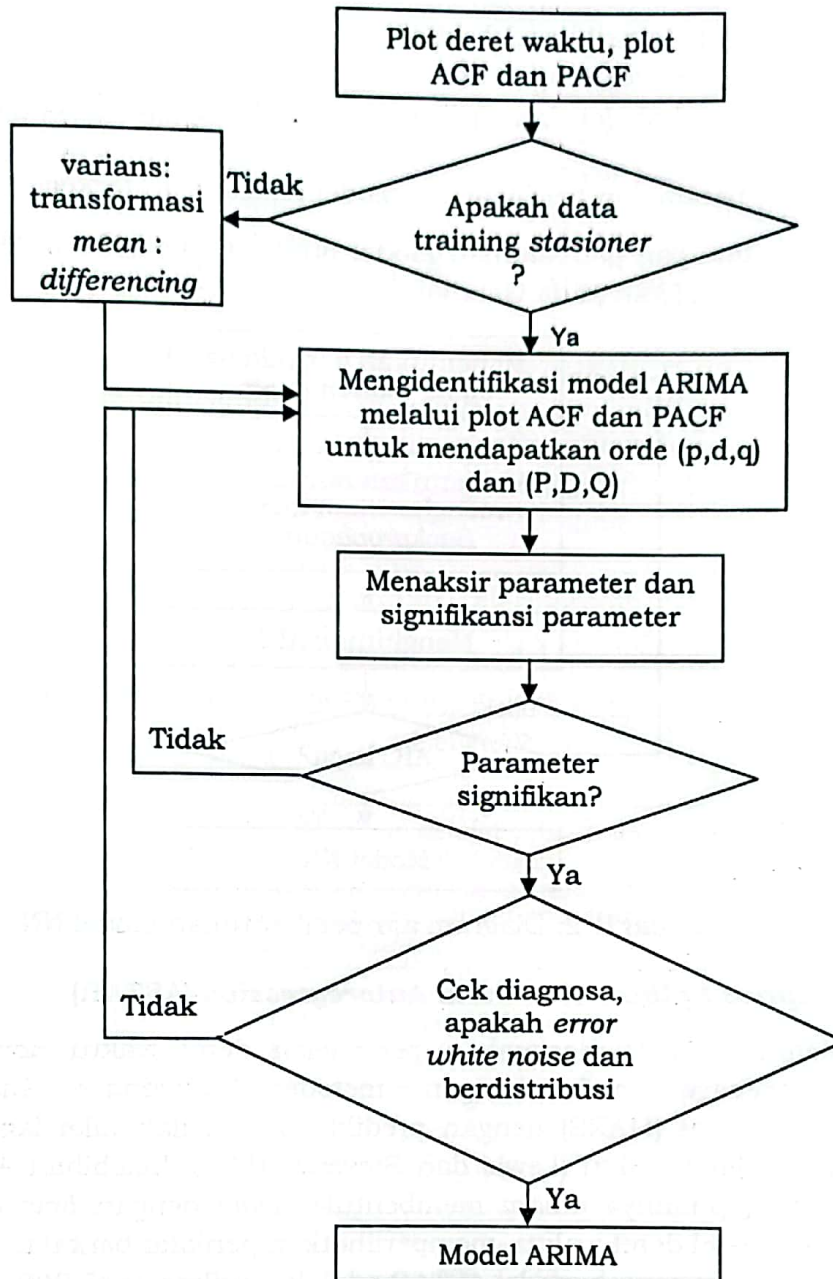 Plot deret waktu, plot
ACF dan PACF
varians:
transformasi
mean :
differencing
Tidak
Apakah data
training stasioner
?
Ya
Mengidentifikasi model ARIMA
melalui plot ACF dan PACF
untuk mendapatkan orde (p,d,q)
dan (P,D,Q)
Menaksir parameter dan
signifikansi parameter
Tidak
Parameter
signifikan?
Ya
Tidak
Cek diagnosa,
apakah error
white noise dan
berdistribusi
Ya
Model ARIMA